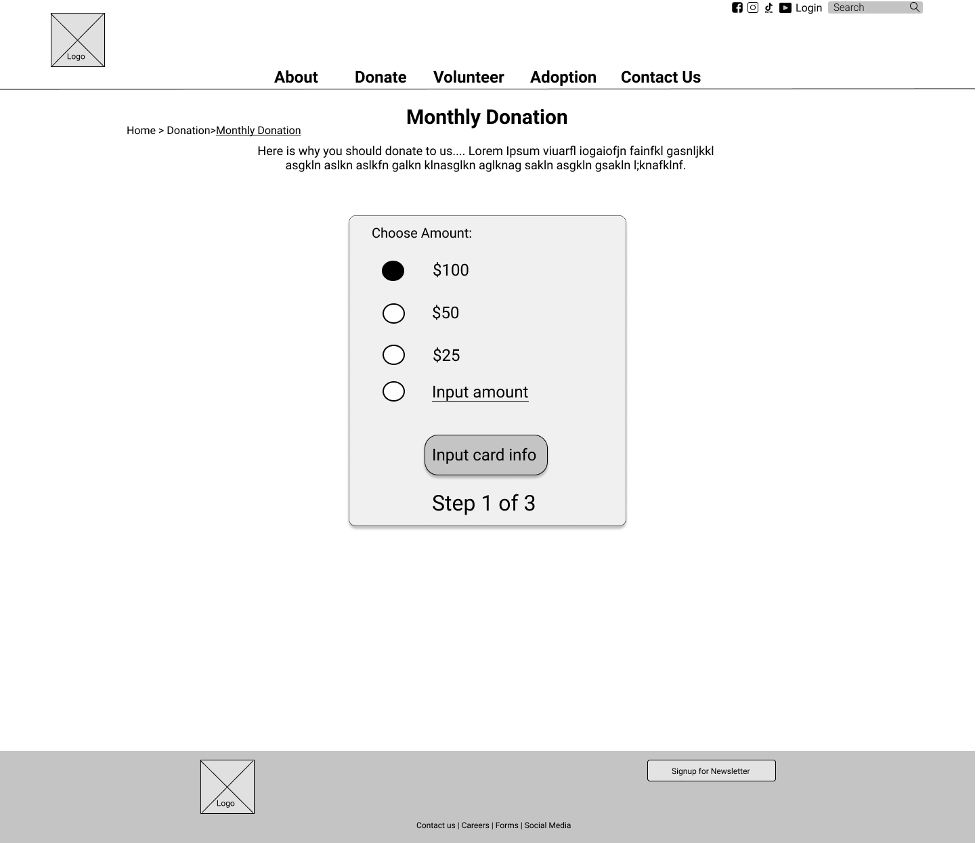 Login
Search
Logo
About Donate Volunteer Adoption Contact Us
Monthly Donation
Home > Donation>Monthly Donation
Here is why you should donate to us.... Lorem Ipsum viuarfl iogaiofjn fainfkl gasnljkkl
asgkln aslkn aslkfn galkn klnasglkn aglknag sakln asgkln gsakln l;knafklnf.
Choose Amount:
$100
$50
$25
Input amount
Input card info
Step 1 of 3
Signup for Newsletter
Logo
Contact us | Careers | Forms | Social Media